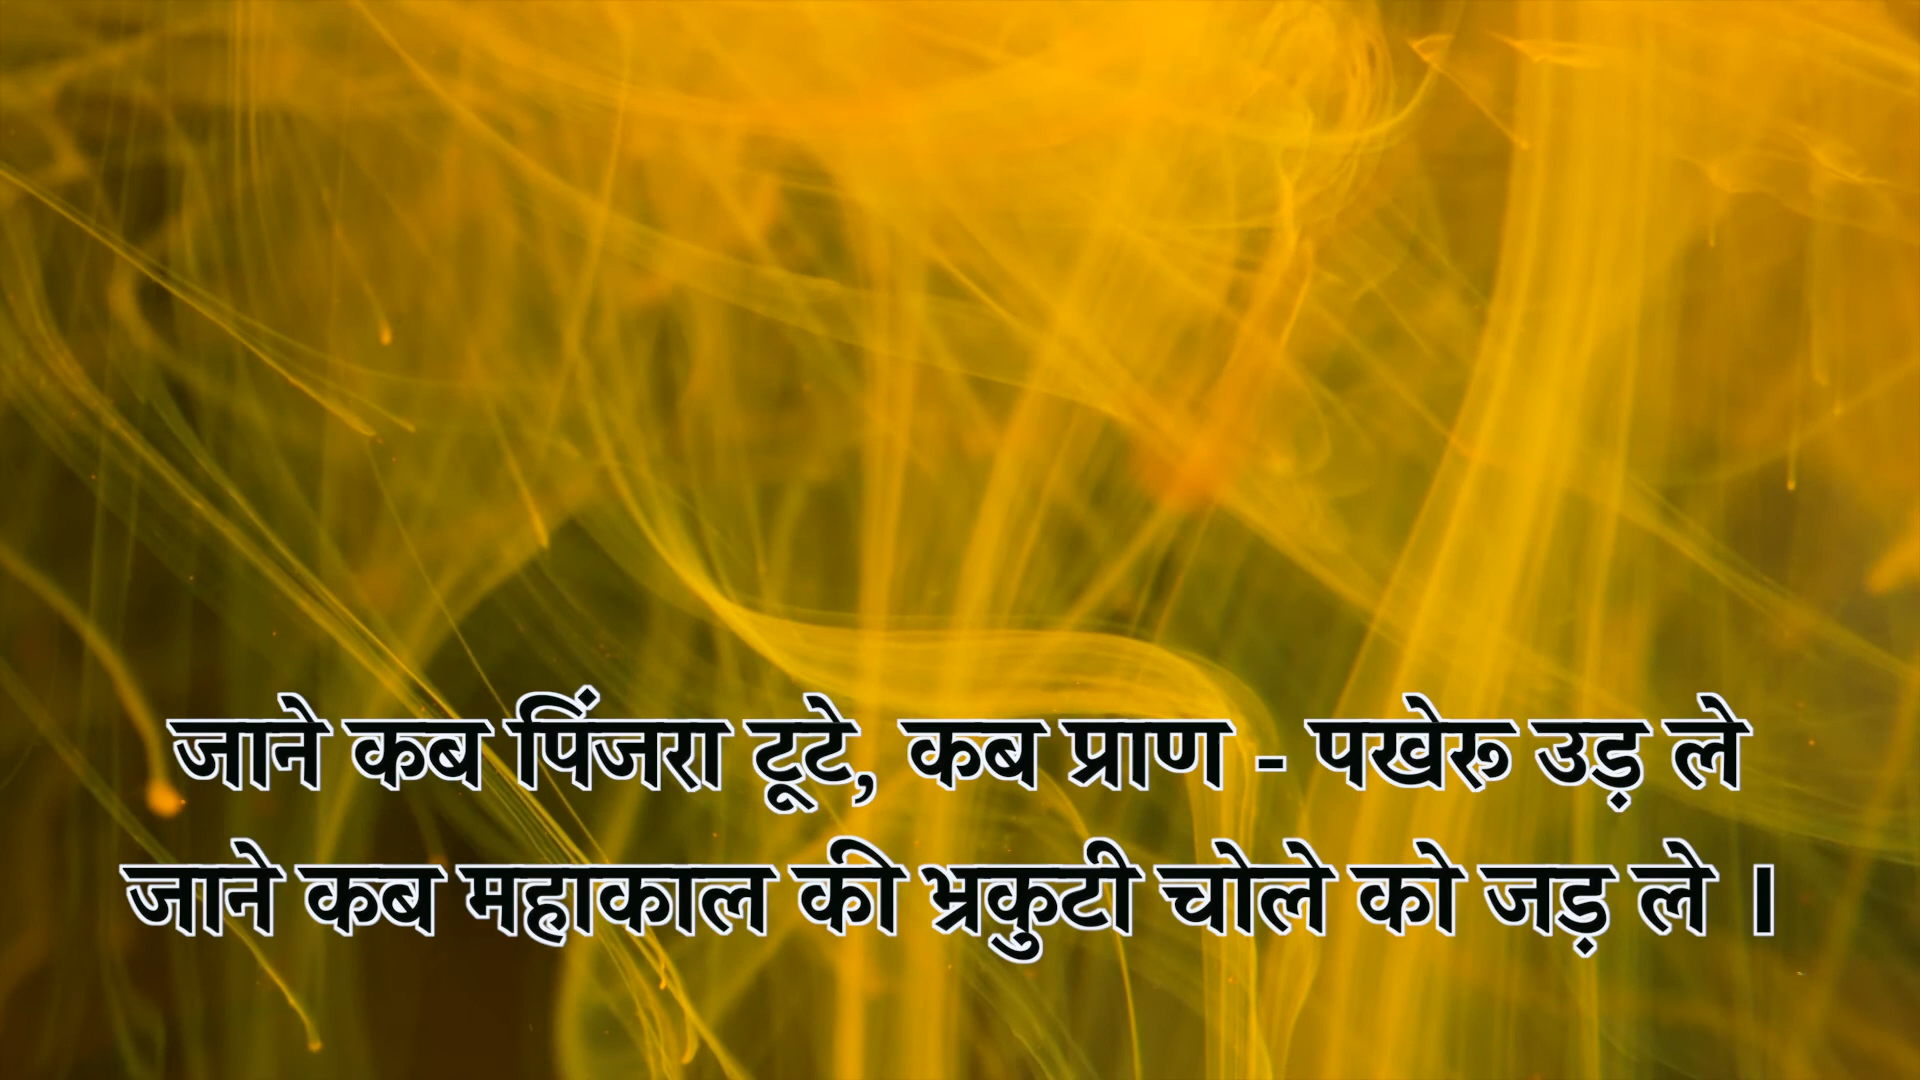 जाने कब पिंजरा टूटे, कब प्राण - पखेरू उड़ ले
जाने कब महाकाल की भ्रकुटी चोले को जड़ ले ।